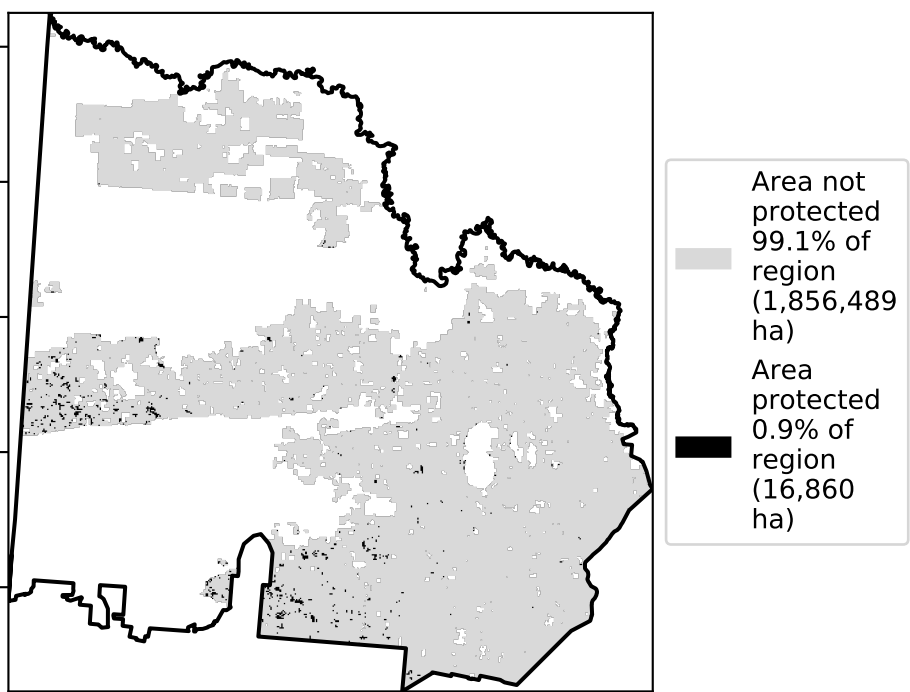 Area not
protected
99.1% of
region
(1,856,489
ha)
Area
protected
0.9% of
region
(16,860
ha)